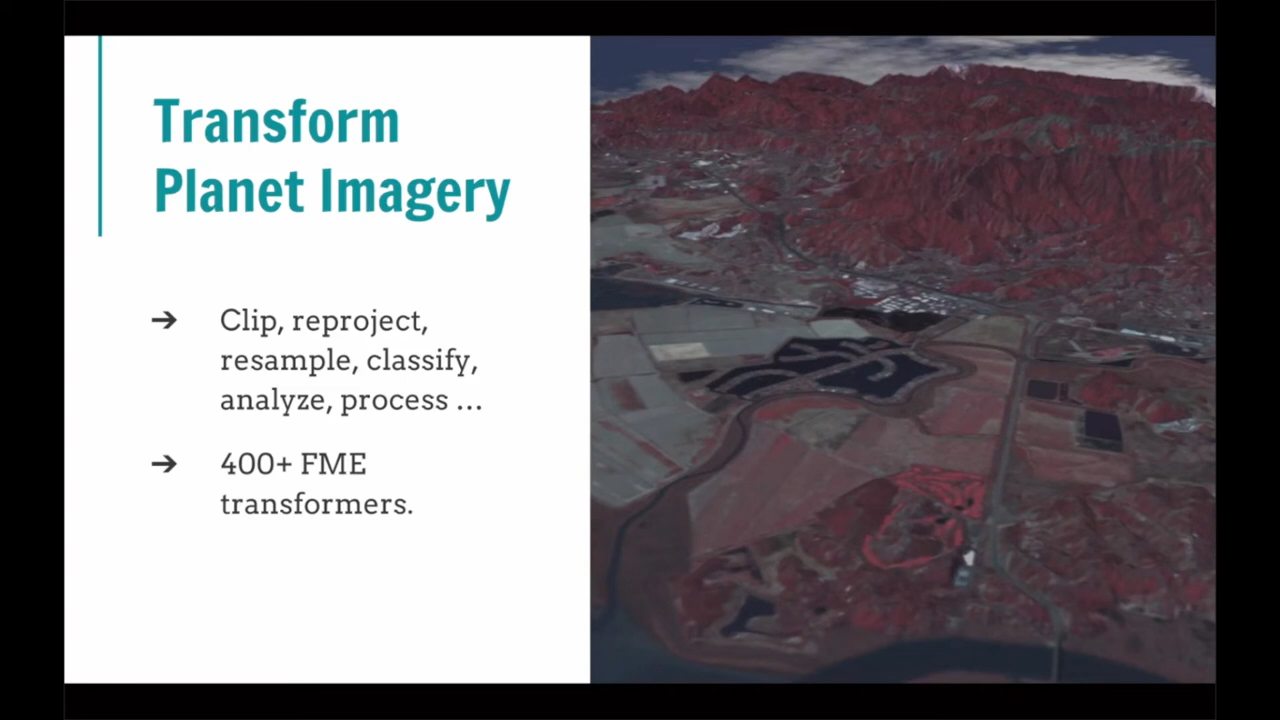 Transform
Planet Imagery
➔ Clip, reproject,
resample, classify,
analyze, process ...
➔ 400+ FME
transformers.